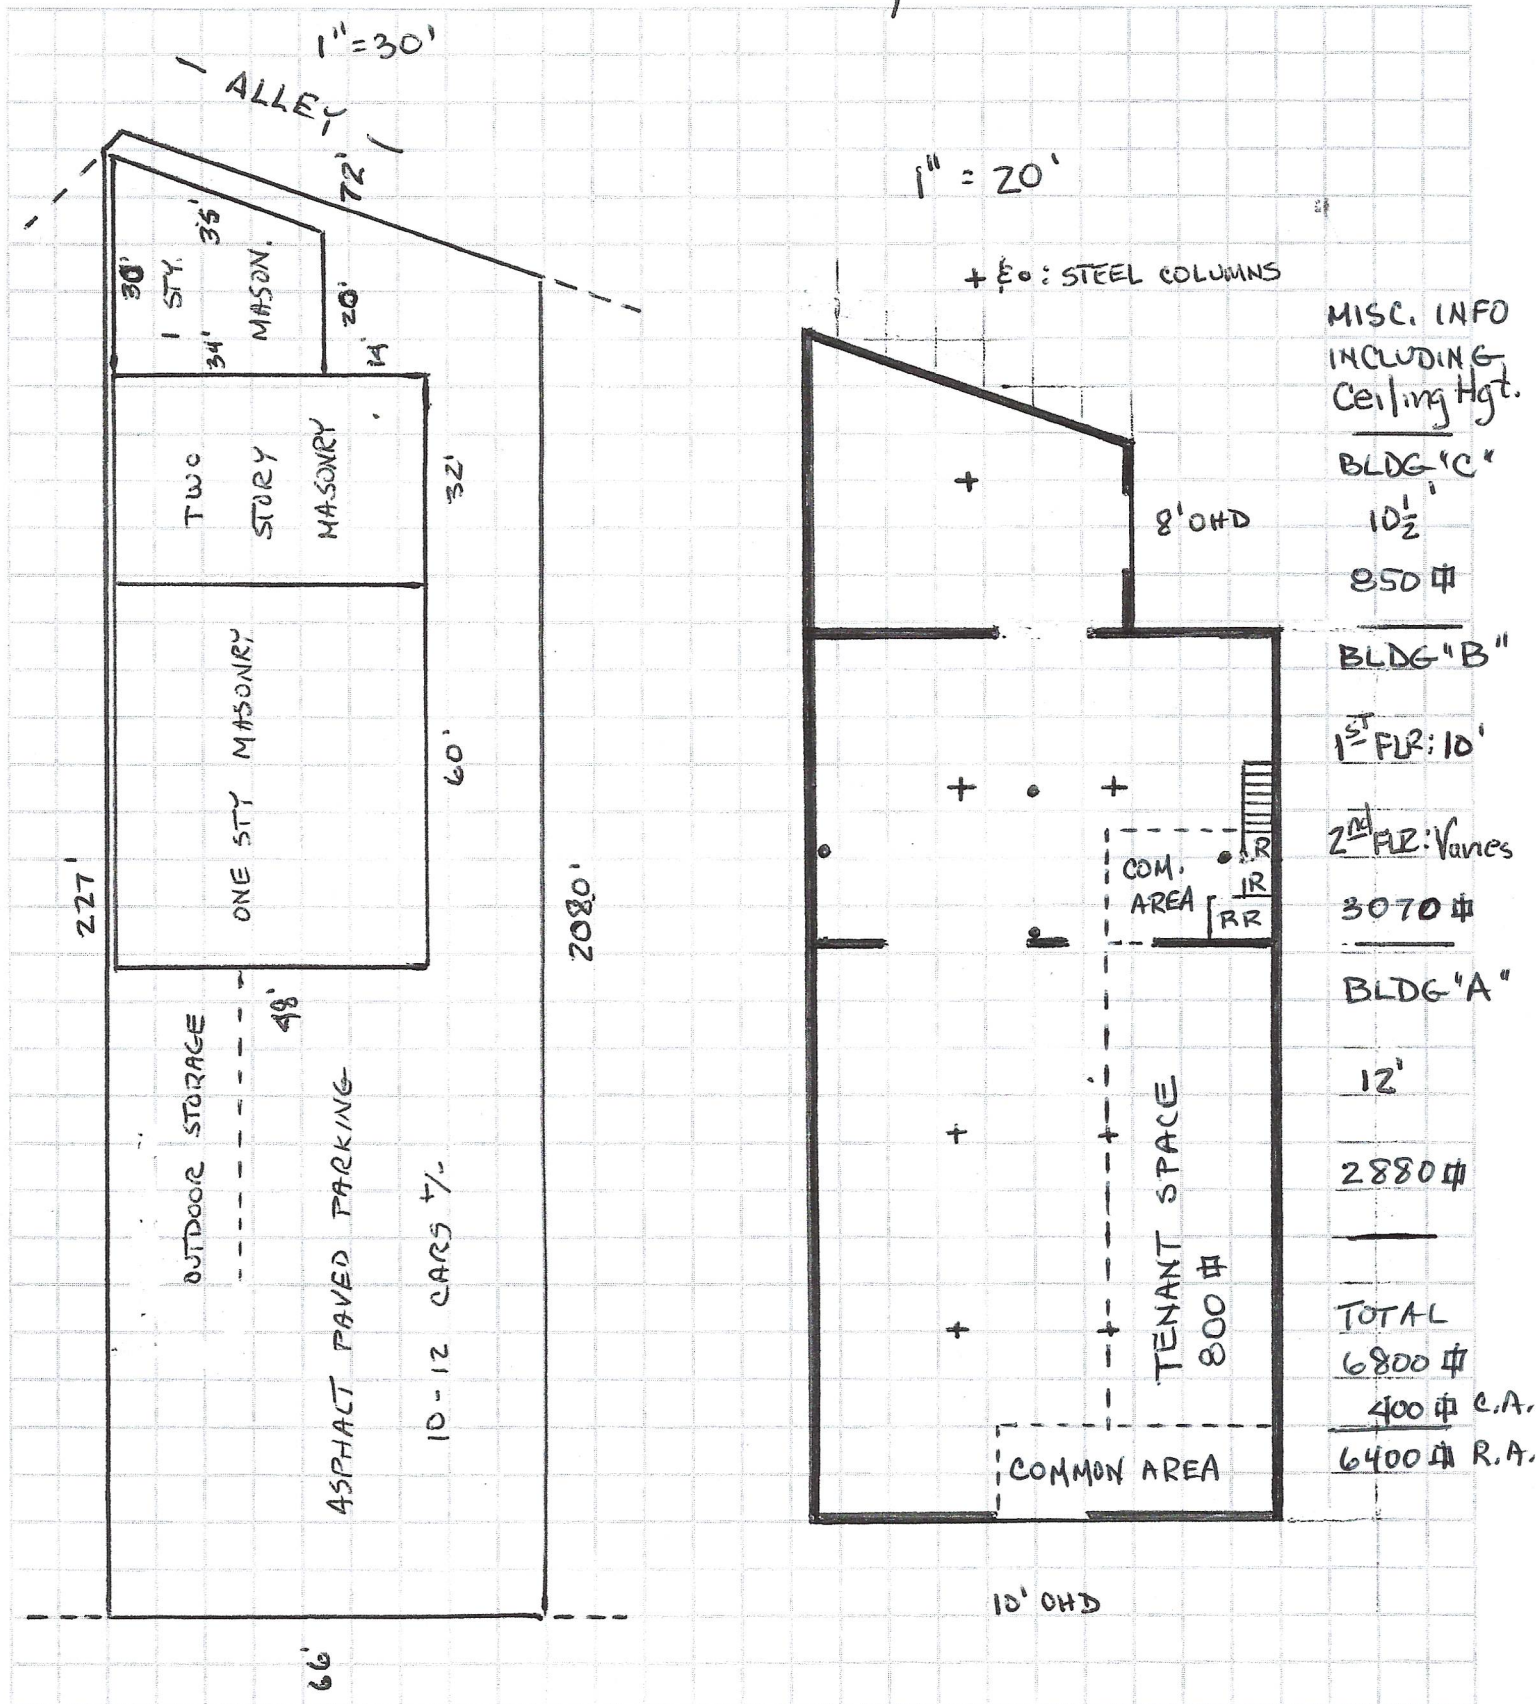 1"=30'
ALLEY
72'
35'
30'
1 STY.
MASON.
34'
20'
14'
TWO
STORY
MASONRY
32'
ONE STY MASONRY
60'
227'
2080'
48'
OUTDOOR STORAGE
ASPHALT PAVED PARKING
10-12 CARS +/-
66'
1" = 20'
+ & • : STEEL COLUMNS
8' OHD
COM.
AREA
R
R
RR
TENANT SPACE
800 ⌗
COMMON AREA
10' OHD
MISC. INFO
INCLUDING
Ceiling Hgt.
BLDG "C"
10½'
850 ⌗
BLDG "B"
1ST FLR: 10'
2nd FLR: Varies
3070 ⌗
BLDG "A"
12'
2880 ⌗
TOTAL
6800 ⌗
400 ⌗ C.A.
6400 ⌗ R.A.